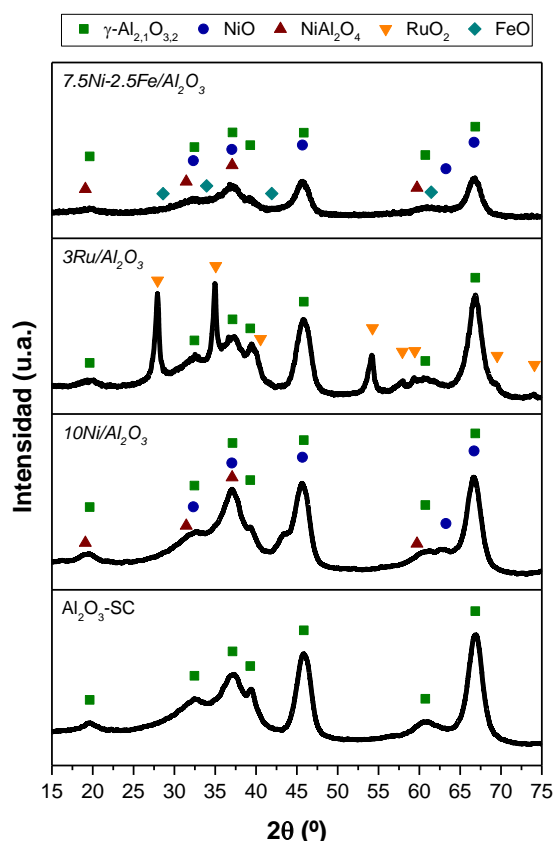 γ-Al2,1O3,2 NiO NiAl2O4 RuO2 FeO
7.5Ni-2.5Fe/Al2O3
3Ru/Al2O3
10Ni/Al2O3
Al2O3-SC
Intensidad (u.a.)
15 20 25 30 35 40 45 50 55 60 65 70 75
2θ (º)